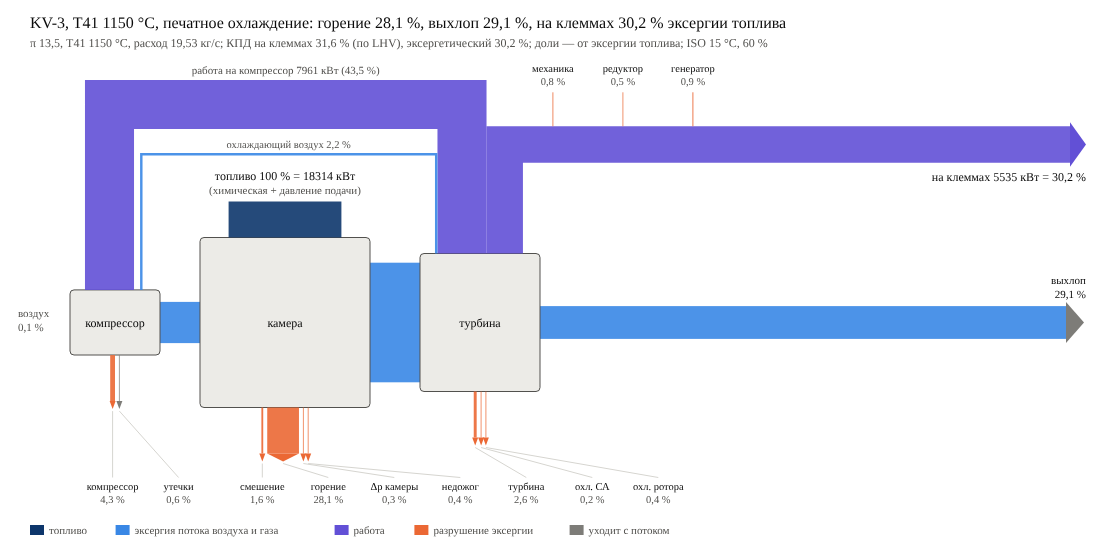 KV-3, T41 1150 °C, печатное охлаждение: горение 28,1 %, выхлоп 29,1 %, на клеммах 30,2 % эксергии топлива
π 13,5, T41 1150 °C, расход 19,53 кг/с; КПД на клеммах 31,6 % (по LHV), эксергетический 30,2 %; доли — от эксергии топлива; ISO 15 °C, 60 %
работа на компрессор 7961 кВт (43,5 %)
механика
0,8 %
редуктор
0,5 %
генератор
0,9 %
охлаждающий воздух 2,2 %
топливо 100 % = 18314 кВт
(химическая + давление подачи)
на клеммах 5535 кВт = 30,2 %
выхлоп
29,1 %
воздух
0,1 %
компрессор
камера
турбина
компрессор
4,3 %
утечки
0,6 %
смешение
1,6 %
горение
28,1 %
Δp камеры
0,3 %
недожог
0,4 %
турбина
2,6 %
охл. СА
0,2 %
охл. ротора
0,4 %
топливо
эксергия потока воздуха и газа
работа
разрушение эксергии
уходит с потоком